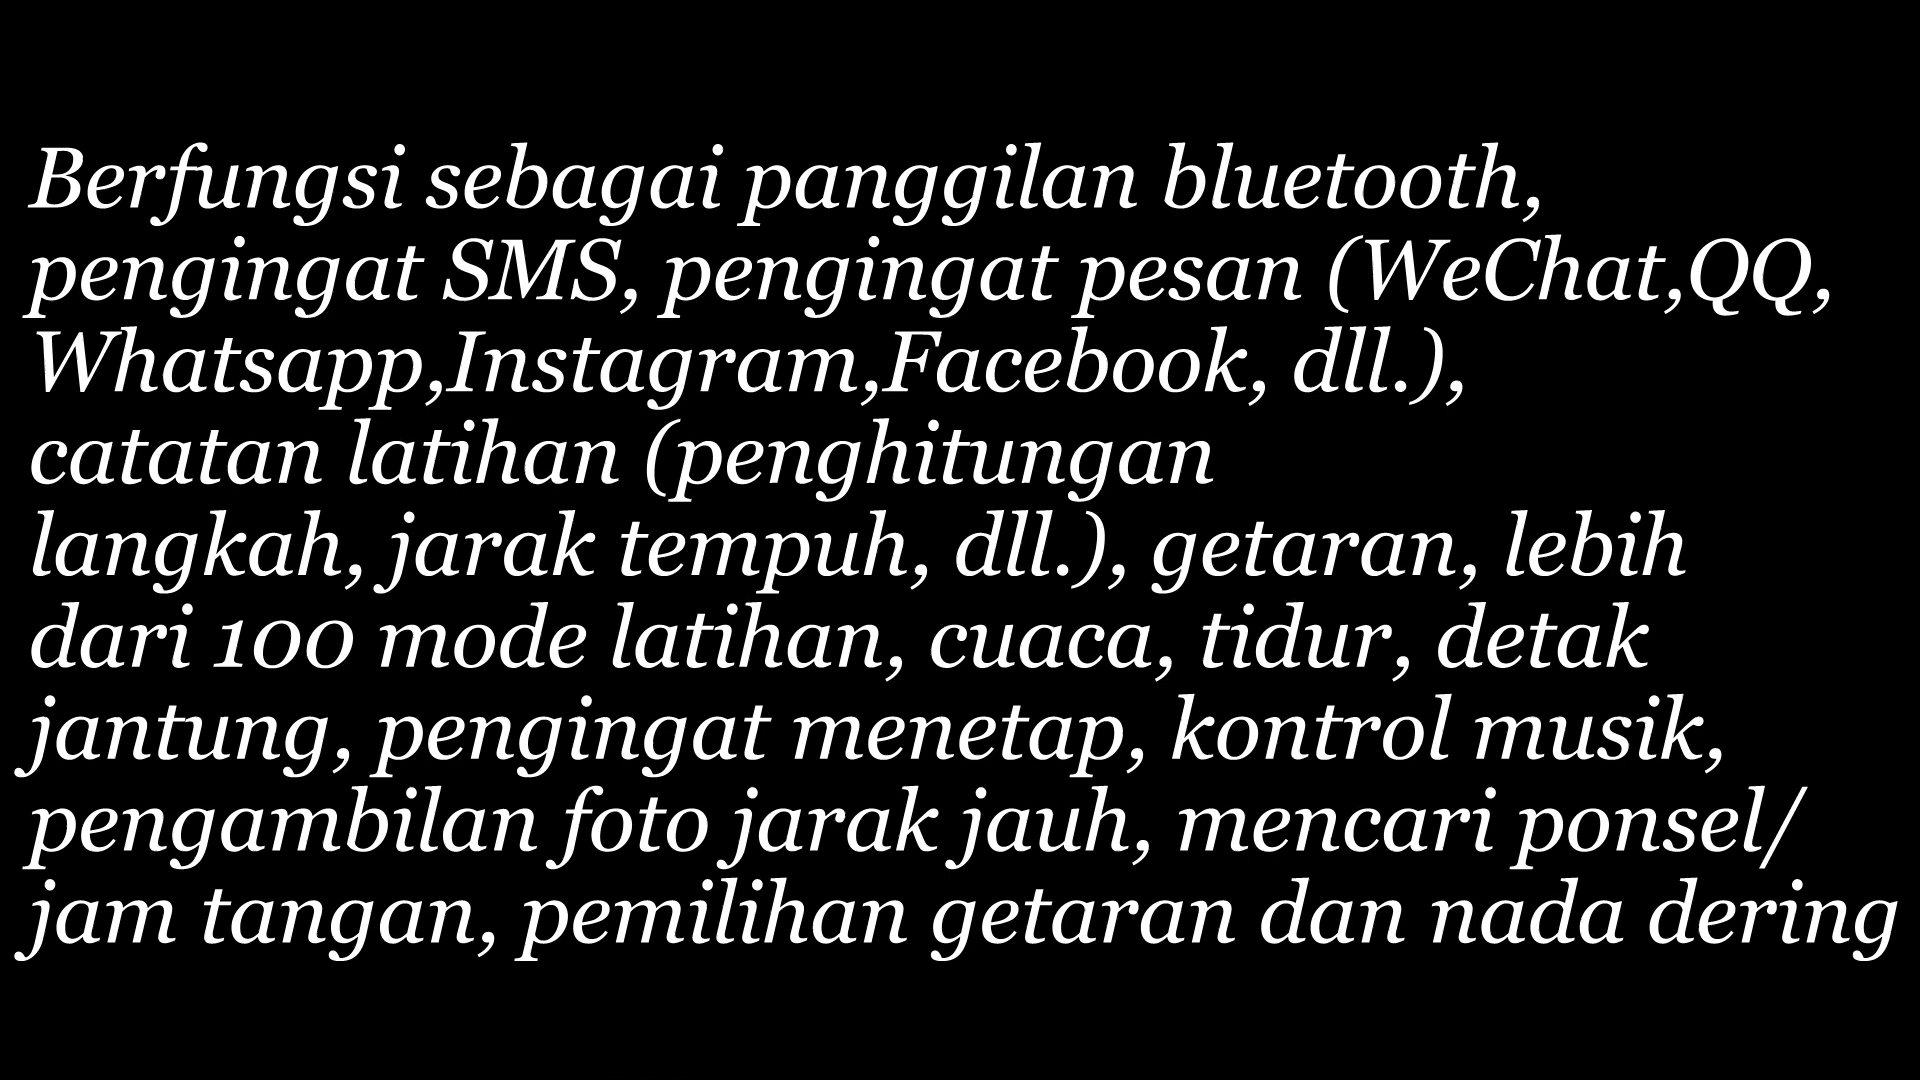 Berfungsi sebagai panggilan bluetooth,
pengingat SMS, pengingat pesan (WeChat,QQ,
Whatsapp,Instagram,Facebook, dll.),
catatan latihan (penghitungan
langkah, jarak tempuh, dll.), getaran, lebih
dari 100 mode latihan, cuaca, tidur, detak
jantung, pengingat menetap, kontrol musik,
pengambilan foto jarak jauh, mencari ponsel/
jam tangan, pemilihan getaran dan nada dering